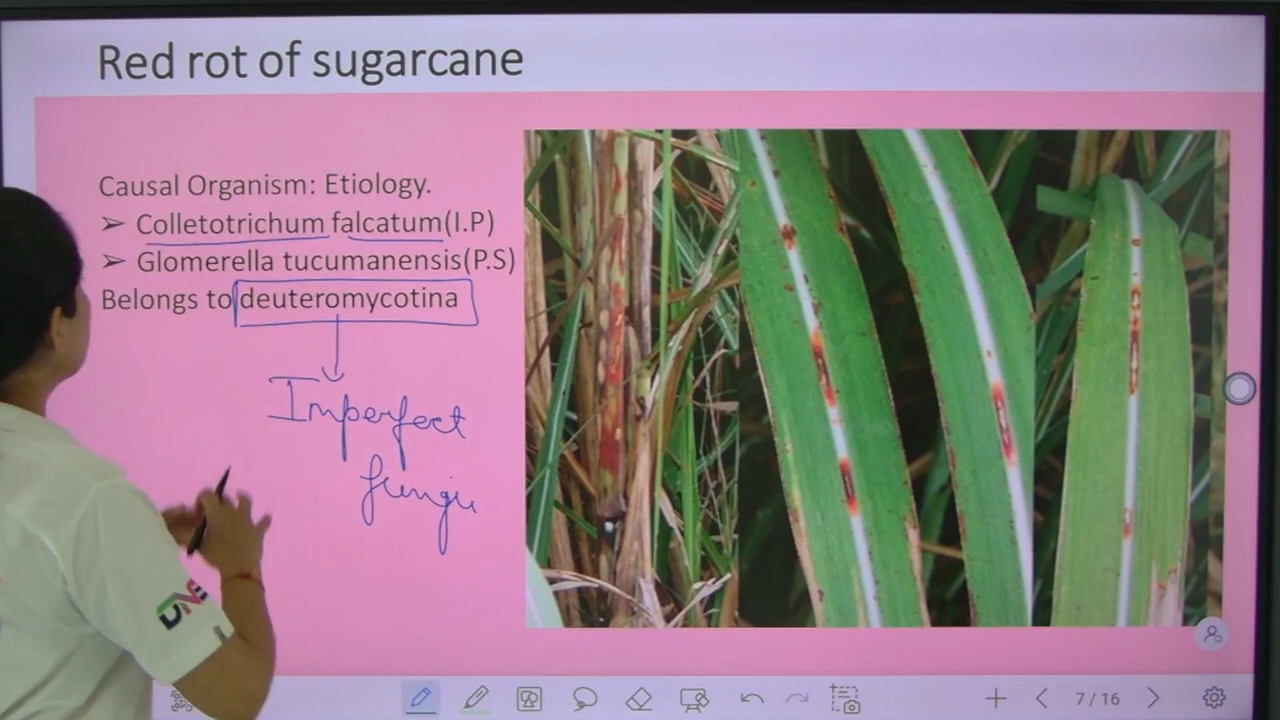 Red rot of sugarcane
Causal Organism: Etiology.
➢ Colletotrichum falcatum(I.P)
➢ Glomerella tucumanensis(P.S)
Belongs to deuteromycotina
Imperfect
fungi
7/16